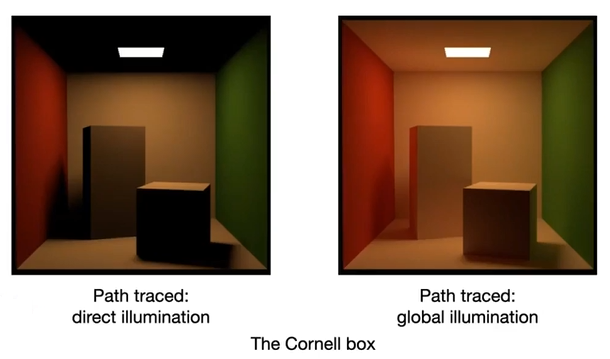 Path traced:
direct illumination
Path traced:
global illumination
The Cornell box